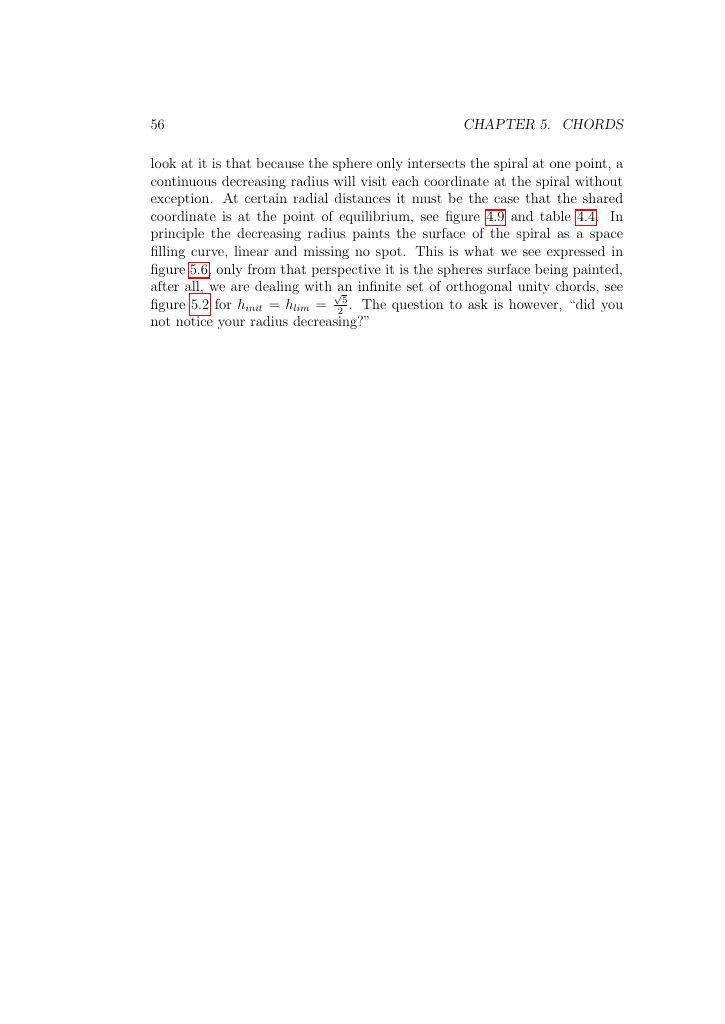 56 CHAPTER 5. CHORDS
look at it is that because the sphere only intersects the spiral at one point, a
continuous decreasing radius will visit each coordinate at the spiral without
exception. At certain radial distances it must be the case that the shared
coordinate is at the point of equilibrium, see figure 4.9 and table 4.4. In
principle the decreasing radius paints the surface of the spiral as a space
filling curve, linear and missing no spot. This is what we see expressed in
figure 5.6, only from that perspective it is the spheres surface being painted,
after all, we are dealing with an infinite set of orthogonal unity chords, see
figure 5.2 for $h_{init} = h_{lim} = \frac{\sqrt{5}}{2}$. The question to ask is however, “did you
not notice your radius decreasing?”